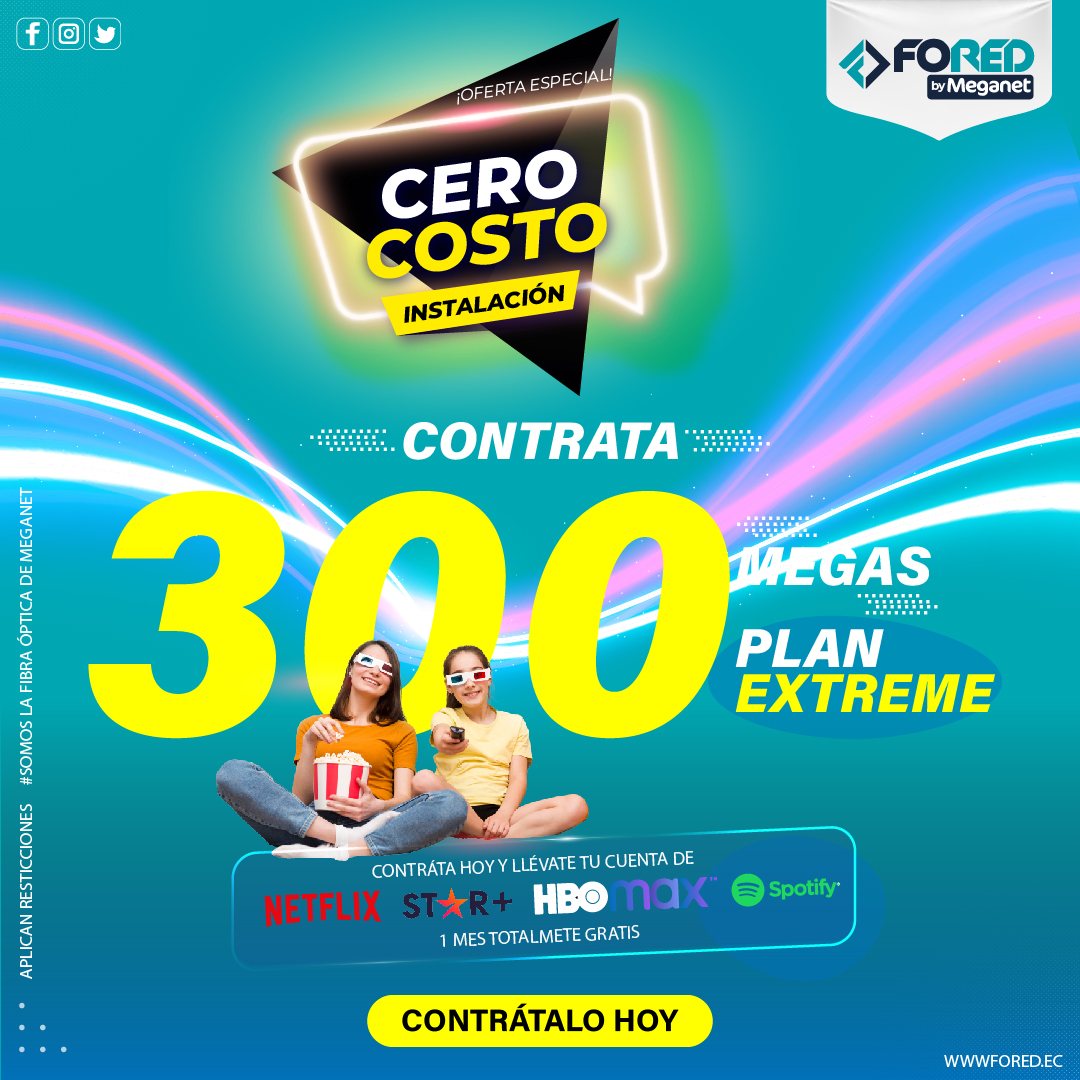 FORED
by Meganet
¡OFERTA ESPECIAL!
CERO
COSTO
INSTALACIÓN
CONTRATA
300
MEGAS
PLAN
EXTREME
APLICAN RESTICCIONES #SOMOS LA FIBRA ÓPTICA DE MEGANET
CONTRÁTA HOY Y LLÉVATE TU CUENTA DE
NETFLIX STAR+ HBOmax™ Spotify
1 MES TOTALMETE GRATIS
CONTRÁTALO HOY
WWWFORED.EC